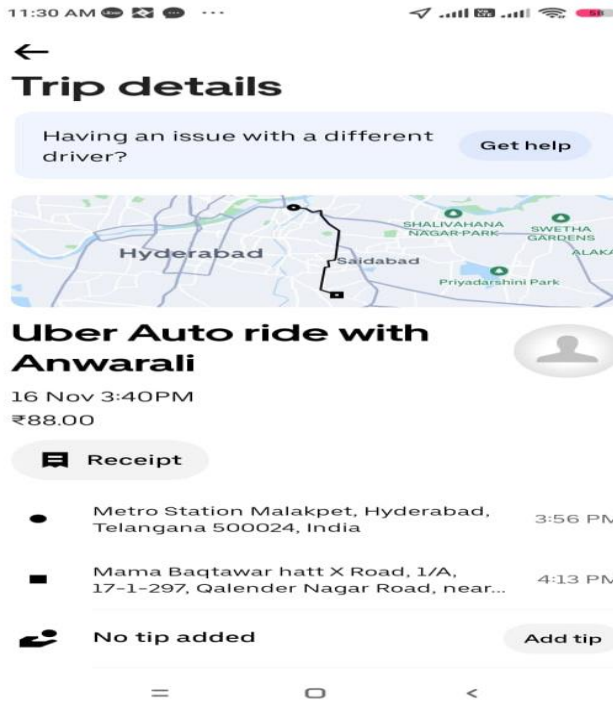 11:30 AM
Trip details
Having an issue with a different
driver?
Get help
SHALIVAHANA
NAGAR PARK
SWETHA
GARDENS
ALAKA
Hyderabad
Saidabad
Priyadarshini Park
Uber Auto ride with
Anwarali
16 Nov 3:40PM
₹88.00
Receipt
Metro Station Malakpet, Hyderabad,
Telangana 500024, India
3:56 PM
Mama Baqtawar hatt X Road, 1/A,
17-1-297, Qalender Nagar Road, near...
4:13 PM
No tip added
Add tip